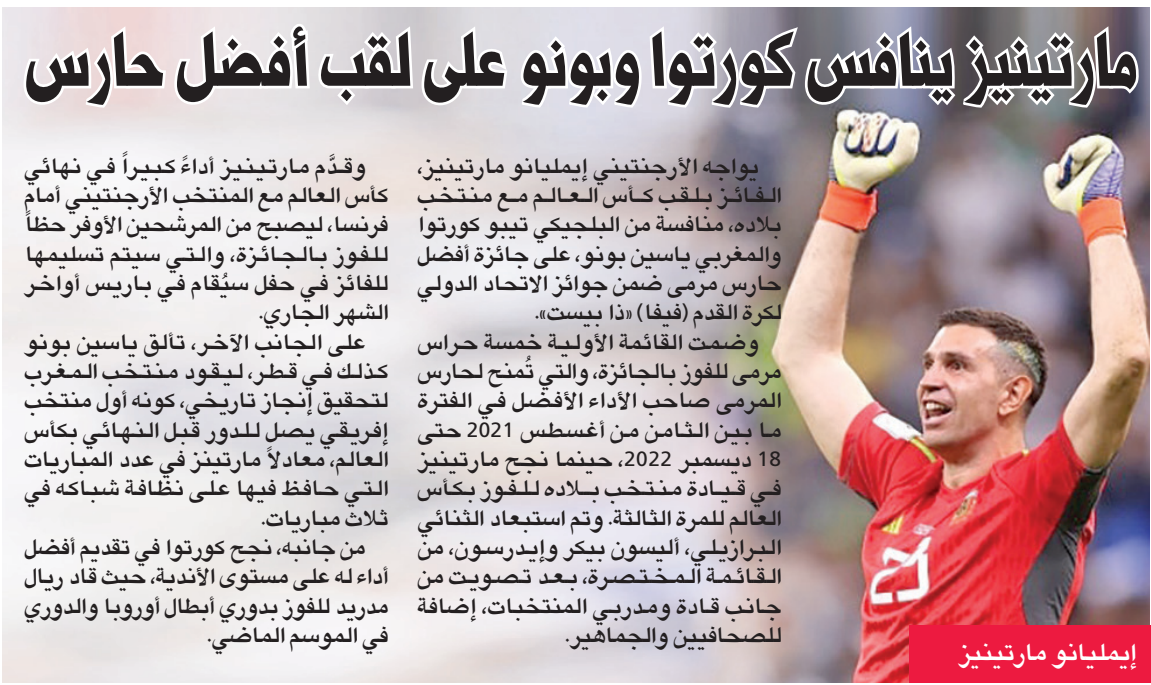 مارتينيز ينافس كورتوا وبونو على لقب أفضل حارس
يواجه الأرجنتيني إيمليانو مارتينيز،
الفائز بلقب كأس العالم مع منتخب
بلاده، منافسة من البلجيكي تيبو كورتوا
والمغربي ياسين بونو، على جائزة أفضل
حارس مرمى ضمن جوائز الاتحاد الدولي
لكرة القدم (فيفا) «ذا بيست».
وضمت القائمة الأولية خمسة حراس
مرمى للفوز بالجائزة، والتي تُمنح لحارس
المرمى صاحب الأداء الأفضل في الفترة
ما بين الثامن من أغسطس 2021 حتى
18 ديسمبر 2022، حينما نجح مارتينيز
في قيادة منتخب بلاده للفوز بكأس
العالم للمرة الثالثة. وتم استبعاد الثنائي
البرازيلي، أليسون بيكر وإيدرسون، من
القائمة المختصرة، بعد تصويت من
جانب قادة ومدربي المنتخبات، إضافة
للصحافيين والجماهير.
وقدَّم مارتينيز أداءً كبيراً في نهائي
كأس العالم مع المنتخب الأرجنتيني أمام
فرنسا، ليصبح من المرشحين الأوفر حظاً
للفوز بالجائزة، والتي سيتم تسليمها
للفائز في حفل سيُقام في باريس أواخر
الشهر الجاري.
على الجانب الآخر، تألق ياسين بونو
كذلك في قطر، ليقود منتخب المغرب
لتحقيق إنجاز تاريخي، كونه أول منتخب
إفريقي يصل للدور قبل النهائي بكأس
العالم، معادلاً مارتينز في عدد المباريات
التي حافظ فيها على نظافة شباكه في
ثلاث مباريات.
من جانبه، نجح كورتوا في تقديم أفضل
أداء له على مستوى الأندية، حيث قاد ريال
مدريد للفوز بدوري أبطال أوروبا والدوري
في الموسم الماضي.
23
إيمليانو مارتينيز